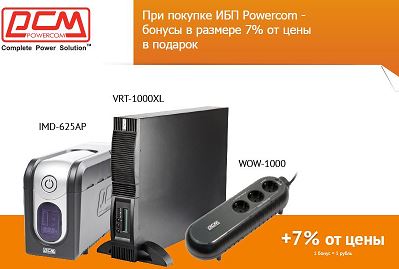 PCM
POWERCOM
Complete Power Solution™
При покупке ИБП Powercom -
бонусы в размере 7% от цены
в подарок
VRT-1000XL
IMD-625AP
WOW-1000
+7% от цены
1 бонус = 1 рубль